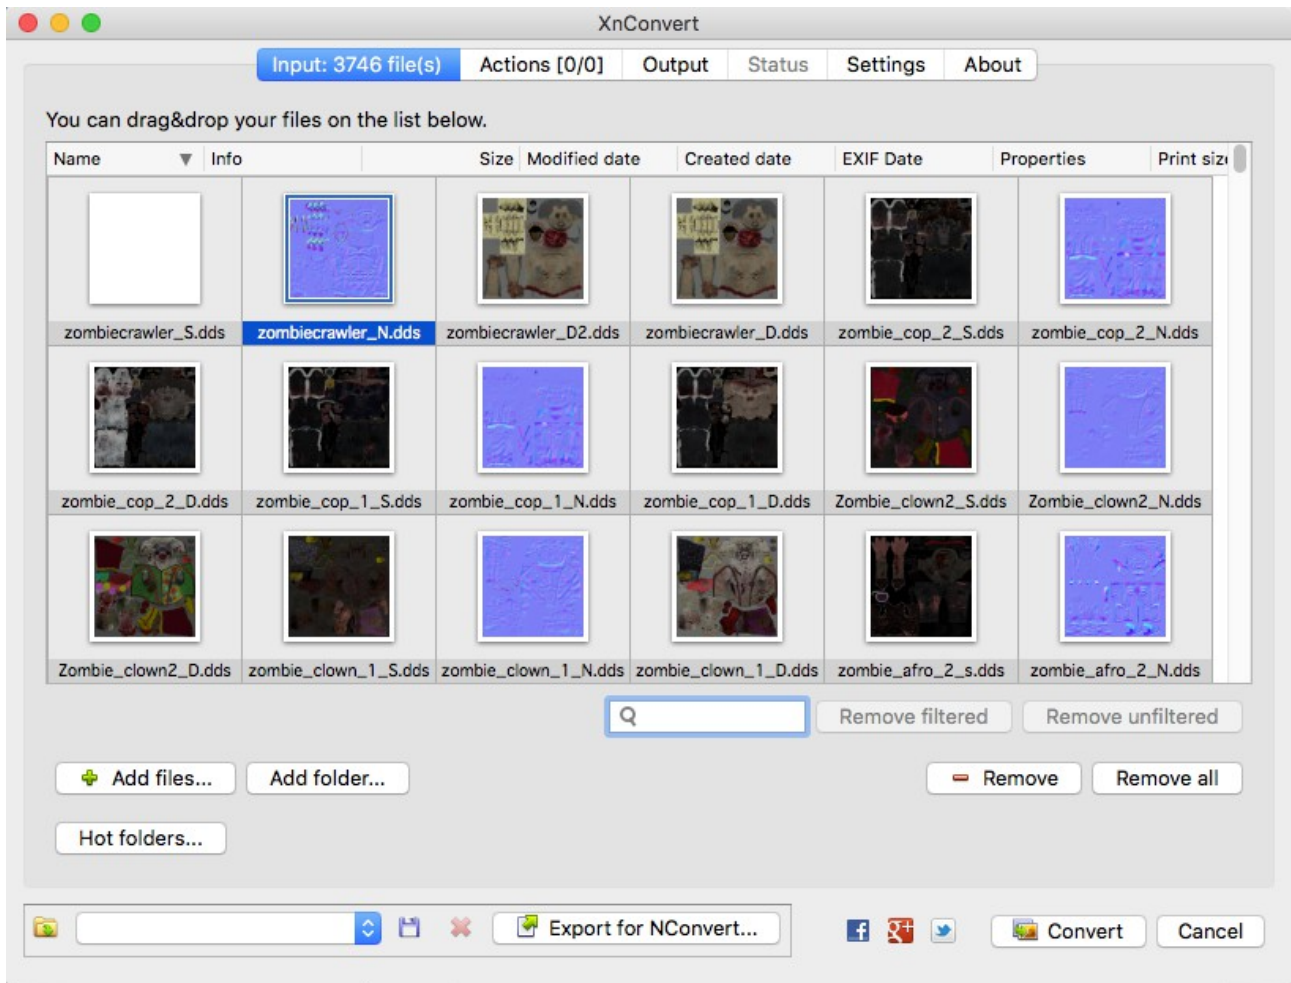 XnConvert
Input: 3746 file(s) Actions [0/0] Output Status Settings About
You can drag&drop your files on the list below.
Name Info Size Modified date Created date EXIF Date Properties Print size
zombiecrawler_S.dds zombiecrawler_N.dds zombiecrawler_D2.dds zombiecrawler_D.dds zombie_cop_2_S.dds zombie_cop_2_N.dds
zombie_cop_2_D.dds zombie_cop_1_S.dds zombie_cop_1_N.dds zombie_cop_1_D.dds Zombie_clown2_S.dds Zombie_clown2_N.dds
Zombie_clown2_D.dds zombie_clown_1_S.dds zombie_clown_1_N.dds zombie_clown_1_D.dds zombie_afro_2_s.dds zombie_afro_2_N.dds
Remove filtered Remove unfiltered
Add files... Add folder... Remove Remove all
Hot folders...
Export for NConvert... f g+ Convert Cancel